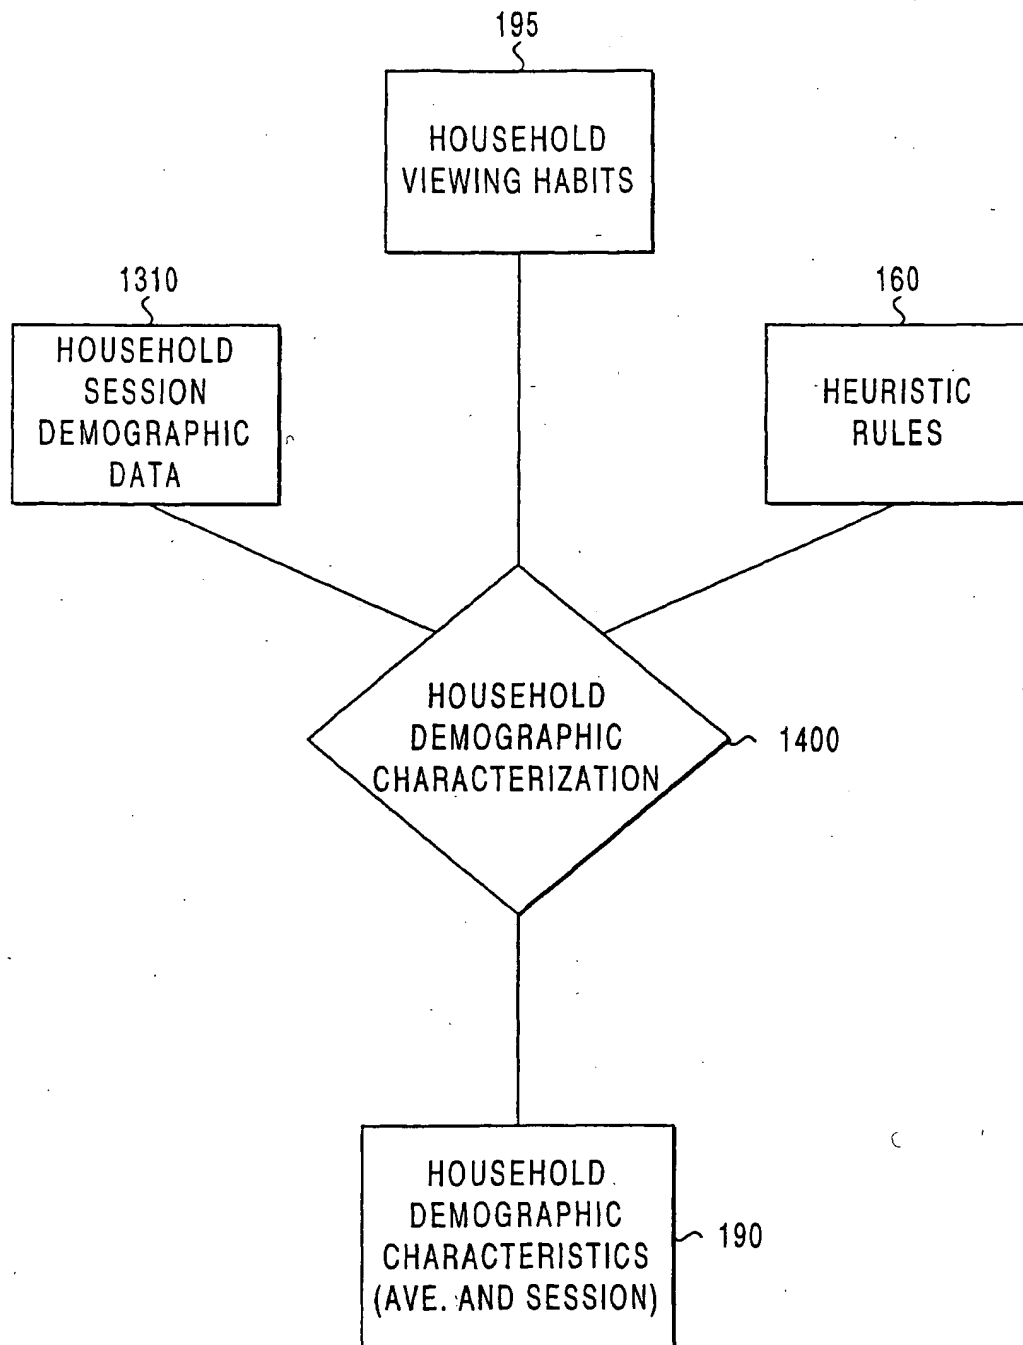 195
HOUSEHOLD
VIEWING HABITS
1310
HOUSEHOLD
SESSION
DEMOGRAPHIC
DATA
160
HEURISTIC
RULES
HOUSEHOLD
DEMOGRAPHIC
CHARACTERIZATION
1400
HOUSEHOLD
DEMOGRAPHIC
CHARACTERISTICS
(AVE. AND SESSION)
190